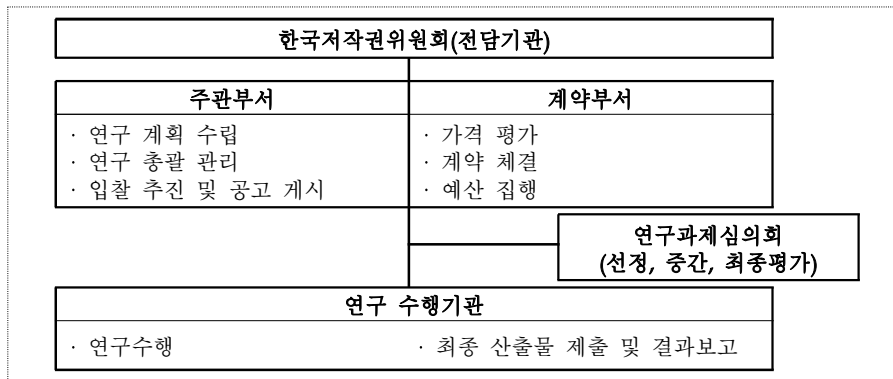 한국저작권위원회(전담기관)
주관부서
· 연구 계획 수립
· 연구 총괄 관리
· 입찰 추진 및 공고 게시
계약부서
· 가격 평가
· 계약 체결
· 예산 집행
연구과제심의회
(선정, 중간, 최종평가)
연구 수행기관
· 연구수행
· 최종 산출물 제출 및 결과보고